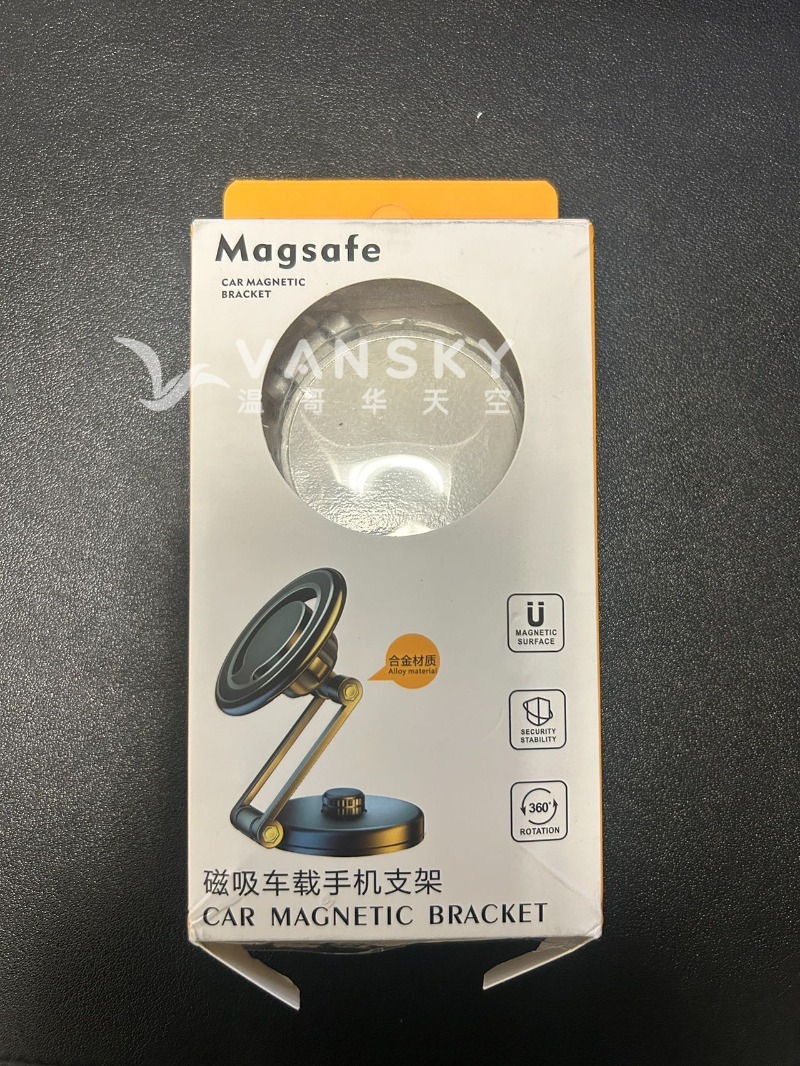 Magsafe
CAR MAGNETIC
BRACKET
VANSKY
温哥华天空
合金材质
Alloy material
MAGNETIC
SURFACE
SECURITY
STABILITY
360°
ROTATION
磁吸车载手机支架
CAR MAGNETIC BRACKET